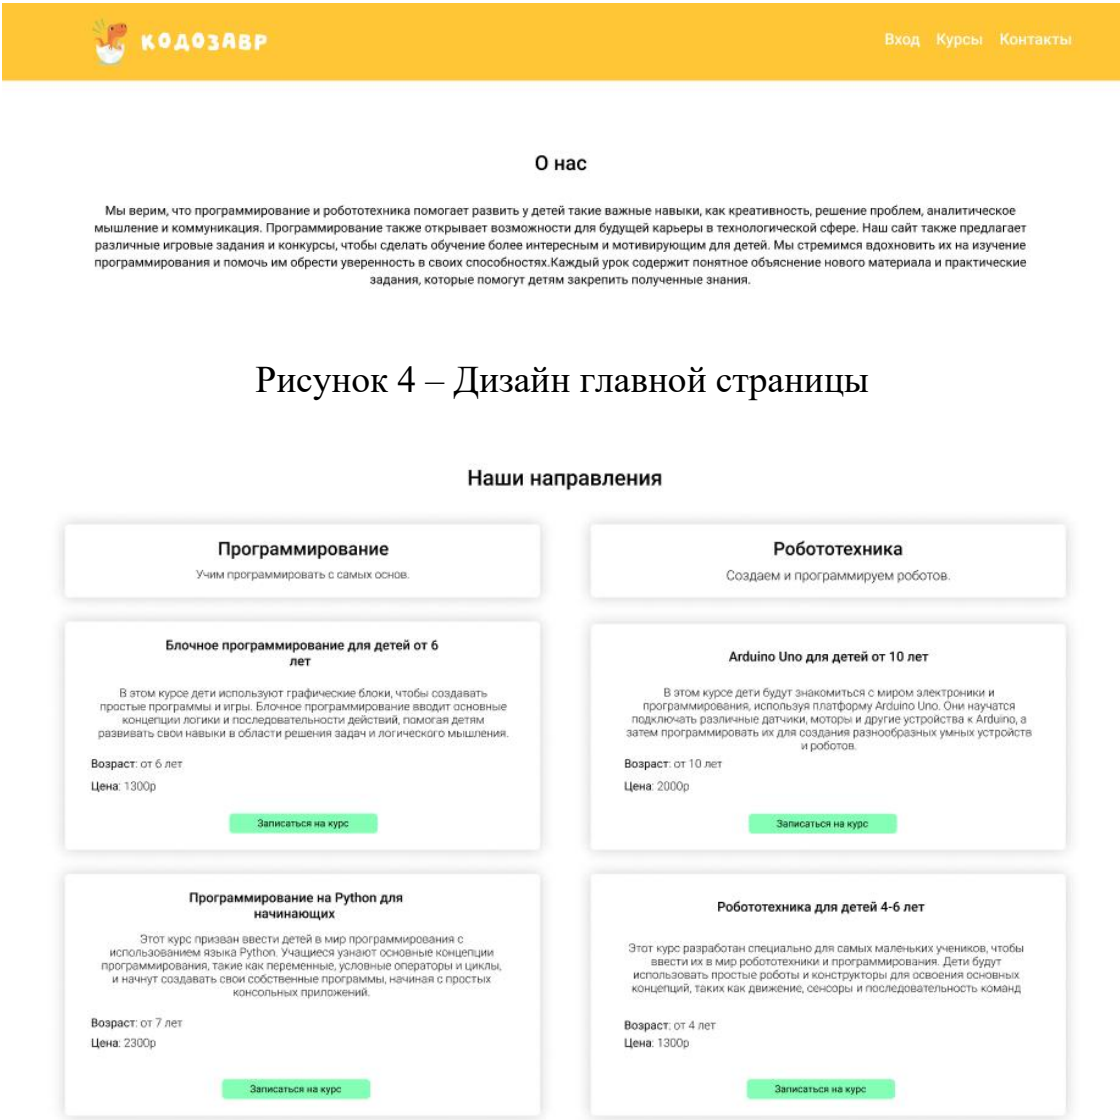 КОДОЗАВР
Вход Курсы Контакты
О нас
Мы верим, что программирование и робототехника помогает развить у детей такие важные навыки, как креативность, решение проблем, аналитическое
мышление и коммуникация. Программирование также открывает возможности для будущей карьеры в технологической сфере. Наш сайт также предлагает
различные игровые задания и конкурсы, чтобы сделать обучение более интересным и мотивирующим для детей. Мы стремимся вдохновить их на изучение
программирования и помочь им обрести уверенность в своих способностях.Каждый урок содержит понятное объяснение нового материала и практические
задания, которые помогут детям закрепить полученные знания.
Рисунок 4 – Дизайн главной страницы
Наши направления
Программирование
Учим программировать с самых основ.
Блочное программирование для детей от 6
лет
В этом курсе дети используют графические блоки, чтобы создавать
простые программы и игры. Блочное программирование вводит основные
концепции логики и последовательности действий, помогая детям
развивать свои навыки в области решения задач и логического мышления.
Возраст: от 6 лет
Цена: 1300р
Записаться на курс
Программирование на Python для
начинающих
Этот курс призван ввести детей в мир программирования с
использованием языка Python. Учащиеся узнают основные концепции
программирования, такие как переменные, условные операторы и циклы,
и начнут создавать свои собственные программы, начиная с простых
консольных приложений.
Возраст: от 7 лет
Цена: 2300р
Записаться на курс
Робототехника
Создаем и программируем роботов.
Arduino Uno для детей от 10 лет
В этом курсе дети будут знакомиться с миром электроники и
программирования, используя платформу Arduino Uno. Они научатся
подключать различные датчики, моторы и другие устройства к Arduino, а
затем программировать их для создания разнообразных умных устройств
и роботов.
Возраст: от 10 лет
Цена: 2000р
Записаться на курс
Робототехника для детей 4-6 лет
Этот курс разработан специально для самых маленьких учеников, чтобы
ввести их в мир робототехники и программирования. Дети будут
использовать простые роботы и конструкторы для освоения основных
концепций, таких как движение, сенсоры и последовательность команд
Возраст: от 4 лет
Цена: 1300р
Записаться на курс